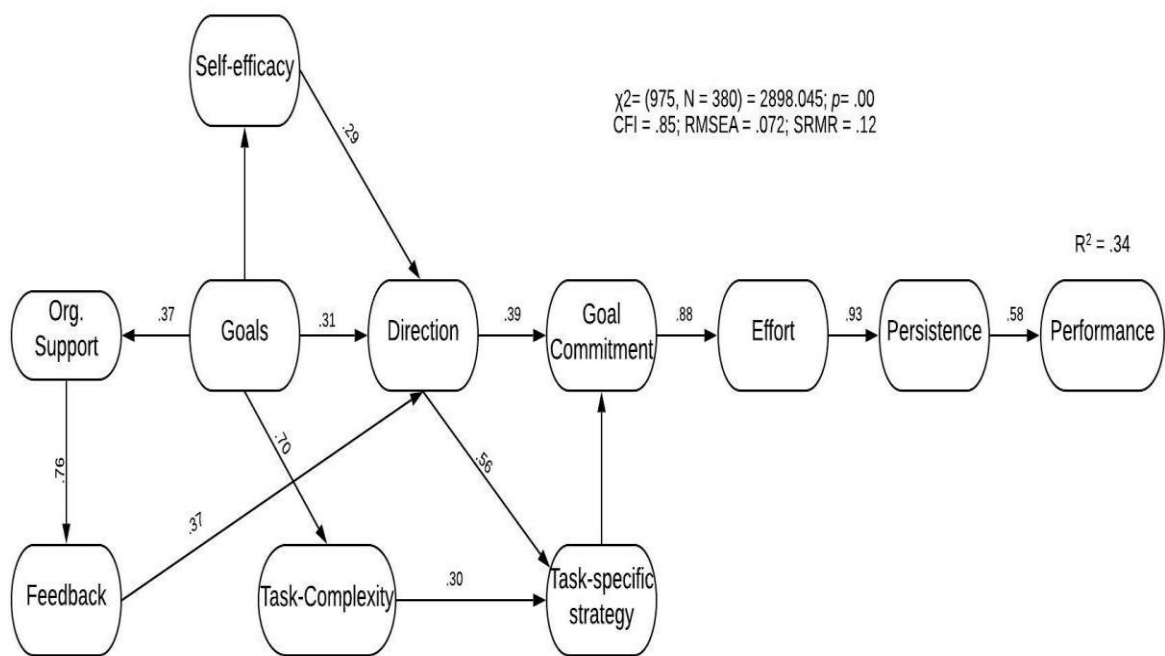 Self-efficacy
χ2= (975, N = 380) = 2898.045; p= .00
CFI = .85; RMSEA = .072; SRMR = .12
.29
R² = .34
Org.
Support
.37
Goals
.31
Direction
.39
Goal
Commitment
.88
Effort
.93
Persistence
.58
Performance
.76
.70
.37
.56
Feedback
Task-Complexity
.30
Task-specific
strategy